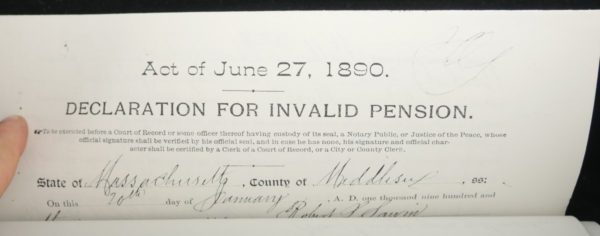 Act of June 27, 1890.
DECLARATION FOR INVALID PENSION.
To be executed before a Court of Record or some officer thereof having custody of its seal, a Notary Public, or Justice of the Peace, whose
official signature shall be verified by his official seal, and in case he has none, his signature and official char-
acter shall be certified by a Clerk of a Court of Record, or a City or County Clerk.
State of Massachusetts, County of Middlesex, ss:
On this 20th day of January, A. D. one thousand nine hundred and
Robert